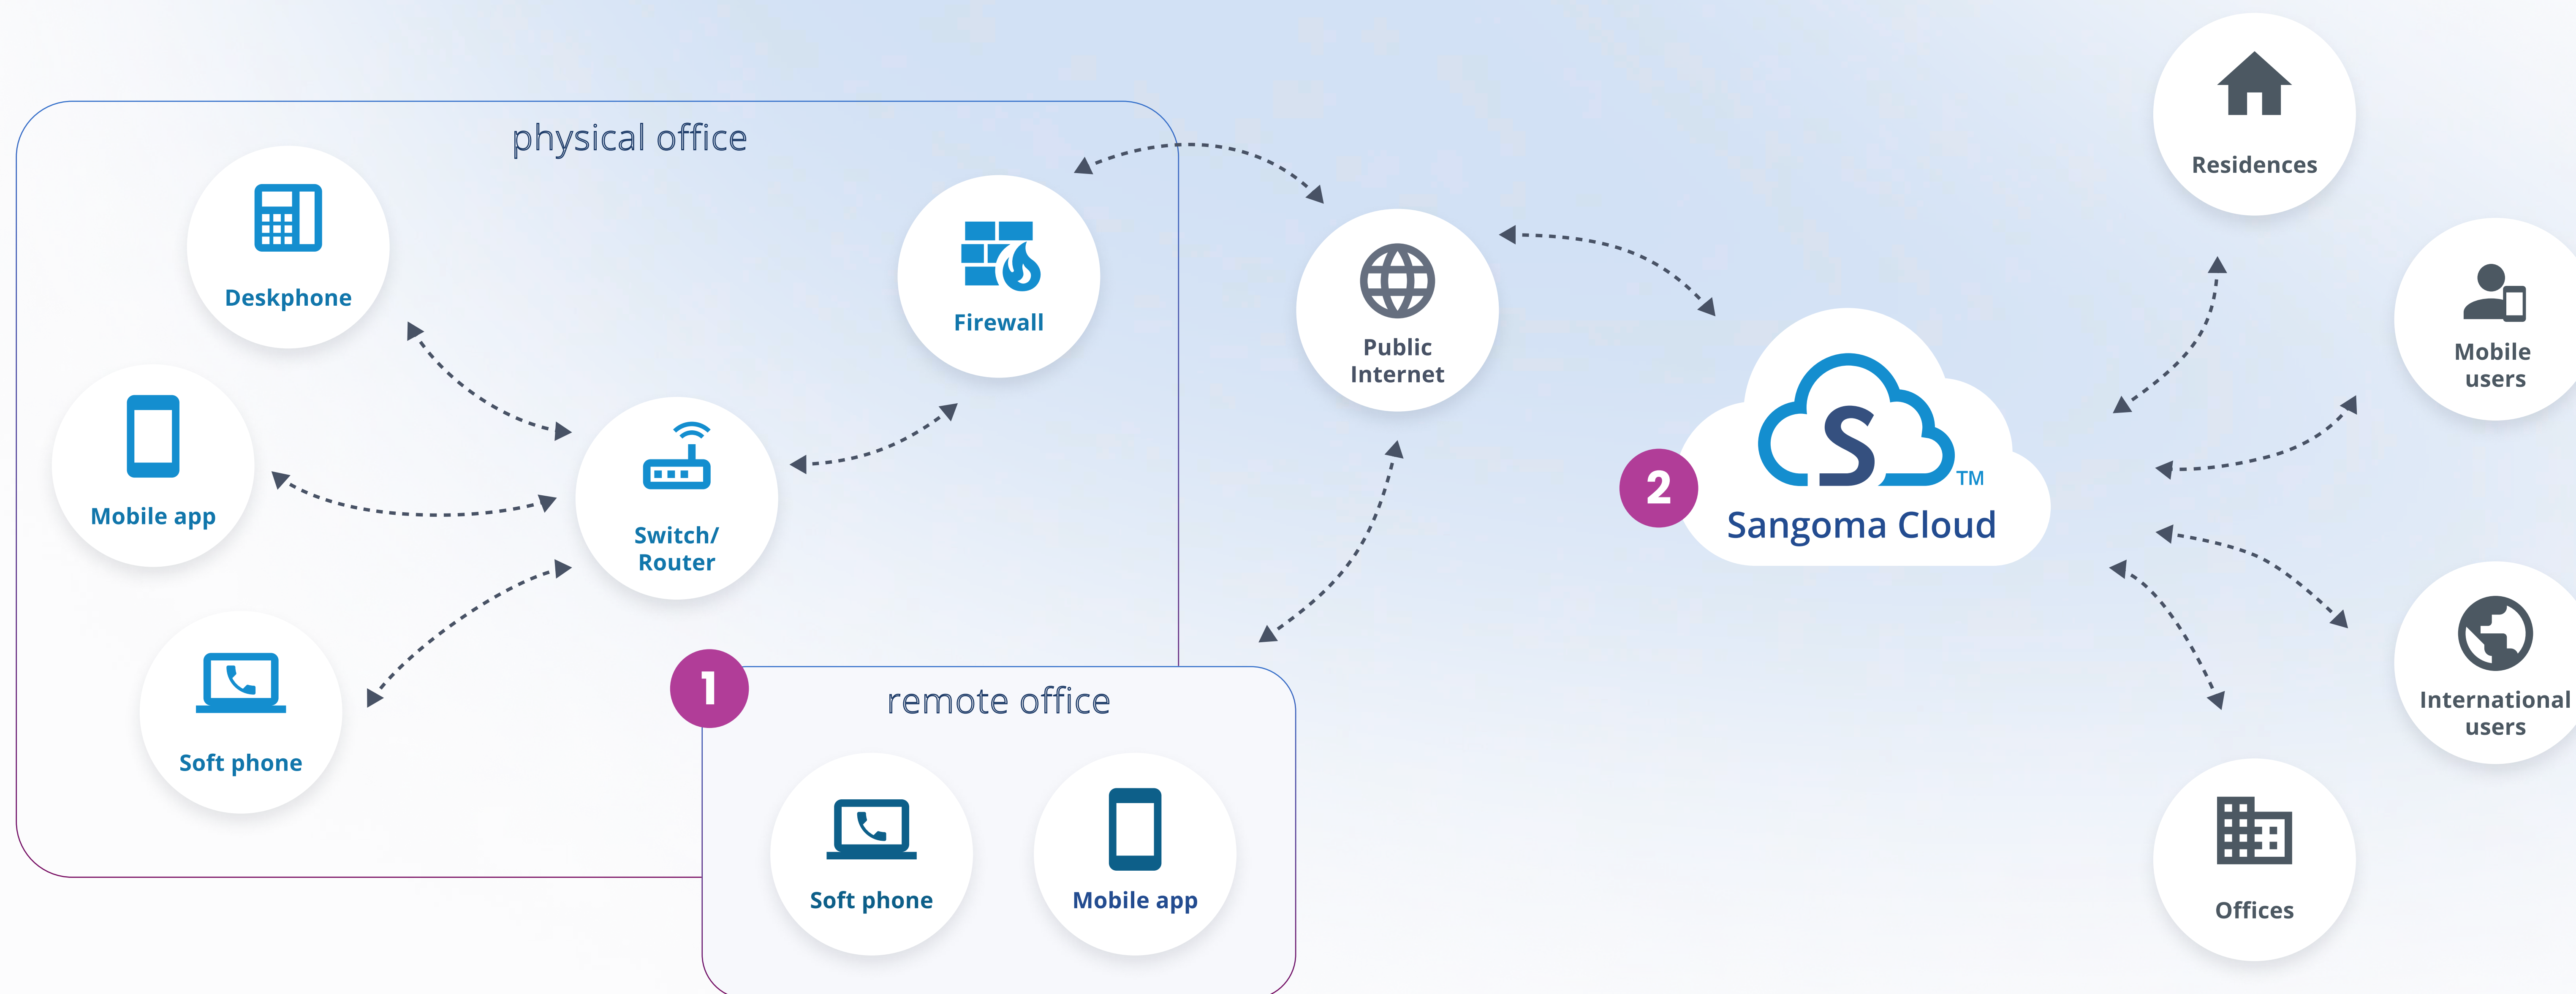 physical office
Deskphone
Mobile app
Soft phone
Switch/
Router
Firewall
1
remote office
Soft phone
Mobile app
Public
Internet
2
S
TM
Sangoma Cloud
Residences
Mobile
users
International
users
Offices